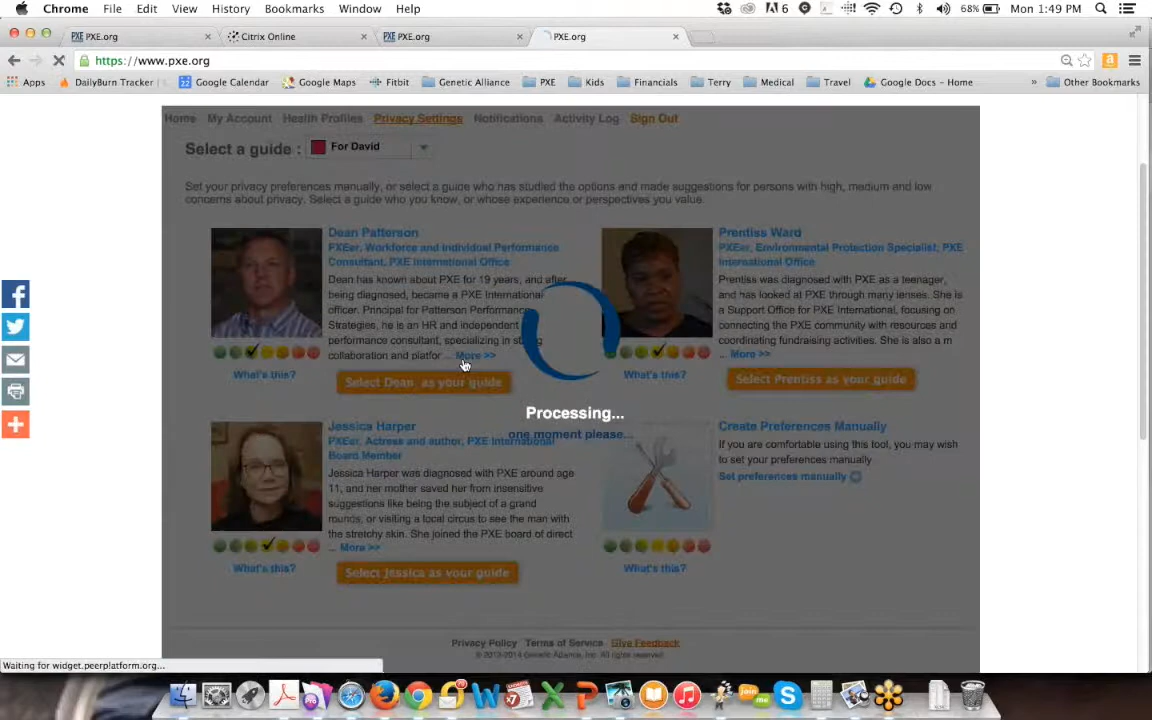 Chrome File Edit View History Bookmarks Window Help 6 68% Mon 1:49 PM
PXE PXE.org Citrix Online PXE PXE.org PXE.org
https://www.pxe.org
Apps DailyBurn Tracker 22 Google Calendar Google Maps Fitbit Genetic Alliance PXE Kids Financials Terry Medical Travel Google Docs - Home » Other Bookmarks
Home My Account Health Profiles Privacy Settings Notifications Activity Log Sign Out
Select a guide : For David
Set your privacy preferences manually, or select a guide who has studied the options and made suggestions for persons with high, medium and low
concerns about privacy. Select a guide who you know, or whose experience or perspectives you value.
Dean Patterson
PXEer, Workforce and Individual Performance
Consultant, PXE International Office
Dean has known about PXE for 19 years, and after
being diagnosed, became a PXE International
officer. Principal for Patterson Performance
Strategies, he is an HR and independent
performance consultant, specializing in
collaboration and platfor ... More >>
What's this?
Select Dean as your guide
Prentiss Ward
PXEer, Environmental Protection Specialist, PXE
International Office
Prentiss was diagnosed with PXE as a teenager,
and has looked at PXE through many lenses. She is
a Support Office for PXE International, focusing on
connecting the PXE community with resources and
coordinating fundraising activities. She is also a m
... More >>
What's this?
Select Prentiss as your guide
Processing...
one moment please...
Jessica Harper
PXEer, Actress and author, PXE International
Board Member
Jessica Harper was diagnosed with PXE around age
11, and her mother saved her from insensitive
suggestions like being the subject of a grand
rounds, or visiting a local circus to see the man with
the stretchy skin. She joined the PXE board of direct
... More >>
What's this?
Select Jessica as your guide
Create Preferences Manually
If you are comfortable using this tool, you may wish
to set your preferences manually
Set preferences manually
What's this?
Privacy Policy Terms of Service Give Feedback
© 2013-2014 Genetic Alliance, Inc. All rights reserved.
Waiting for widget.peerplatform.org...